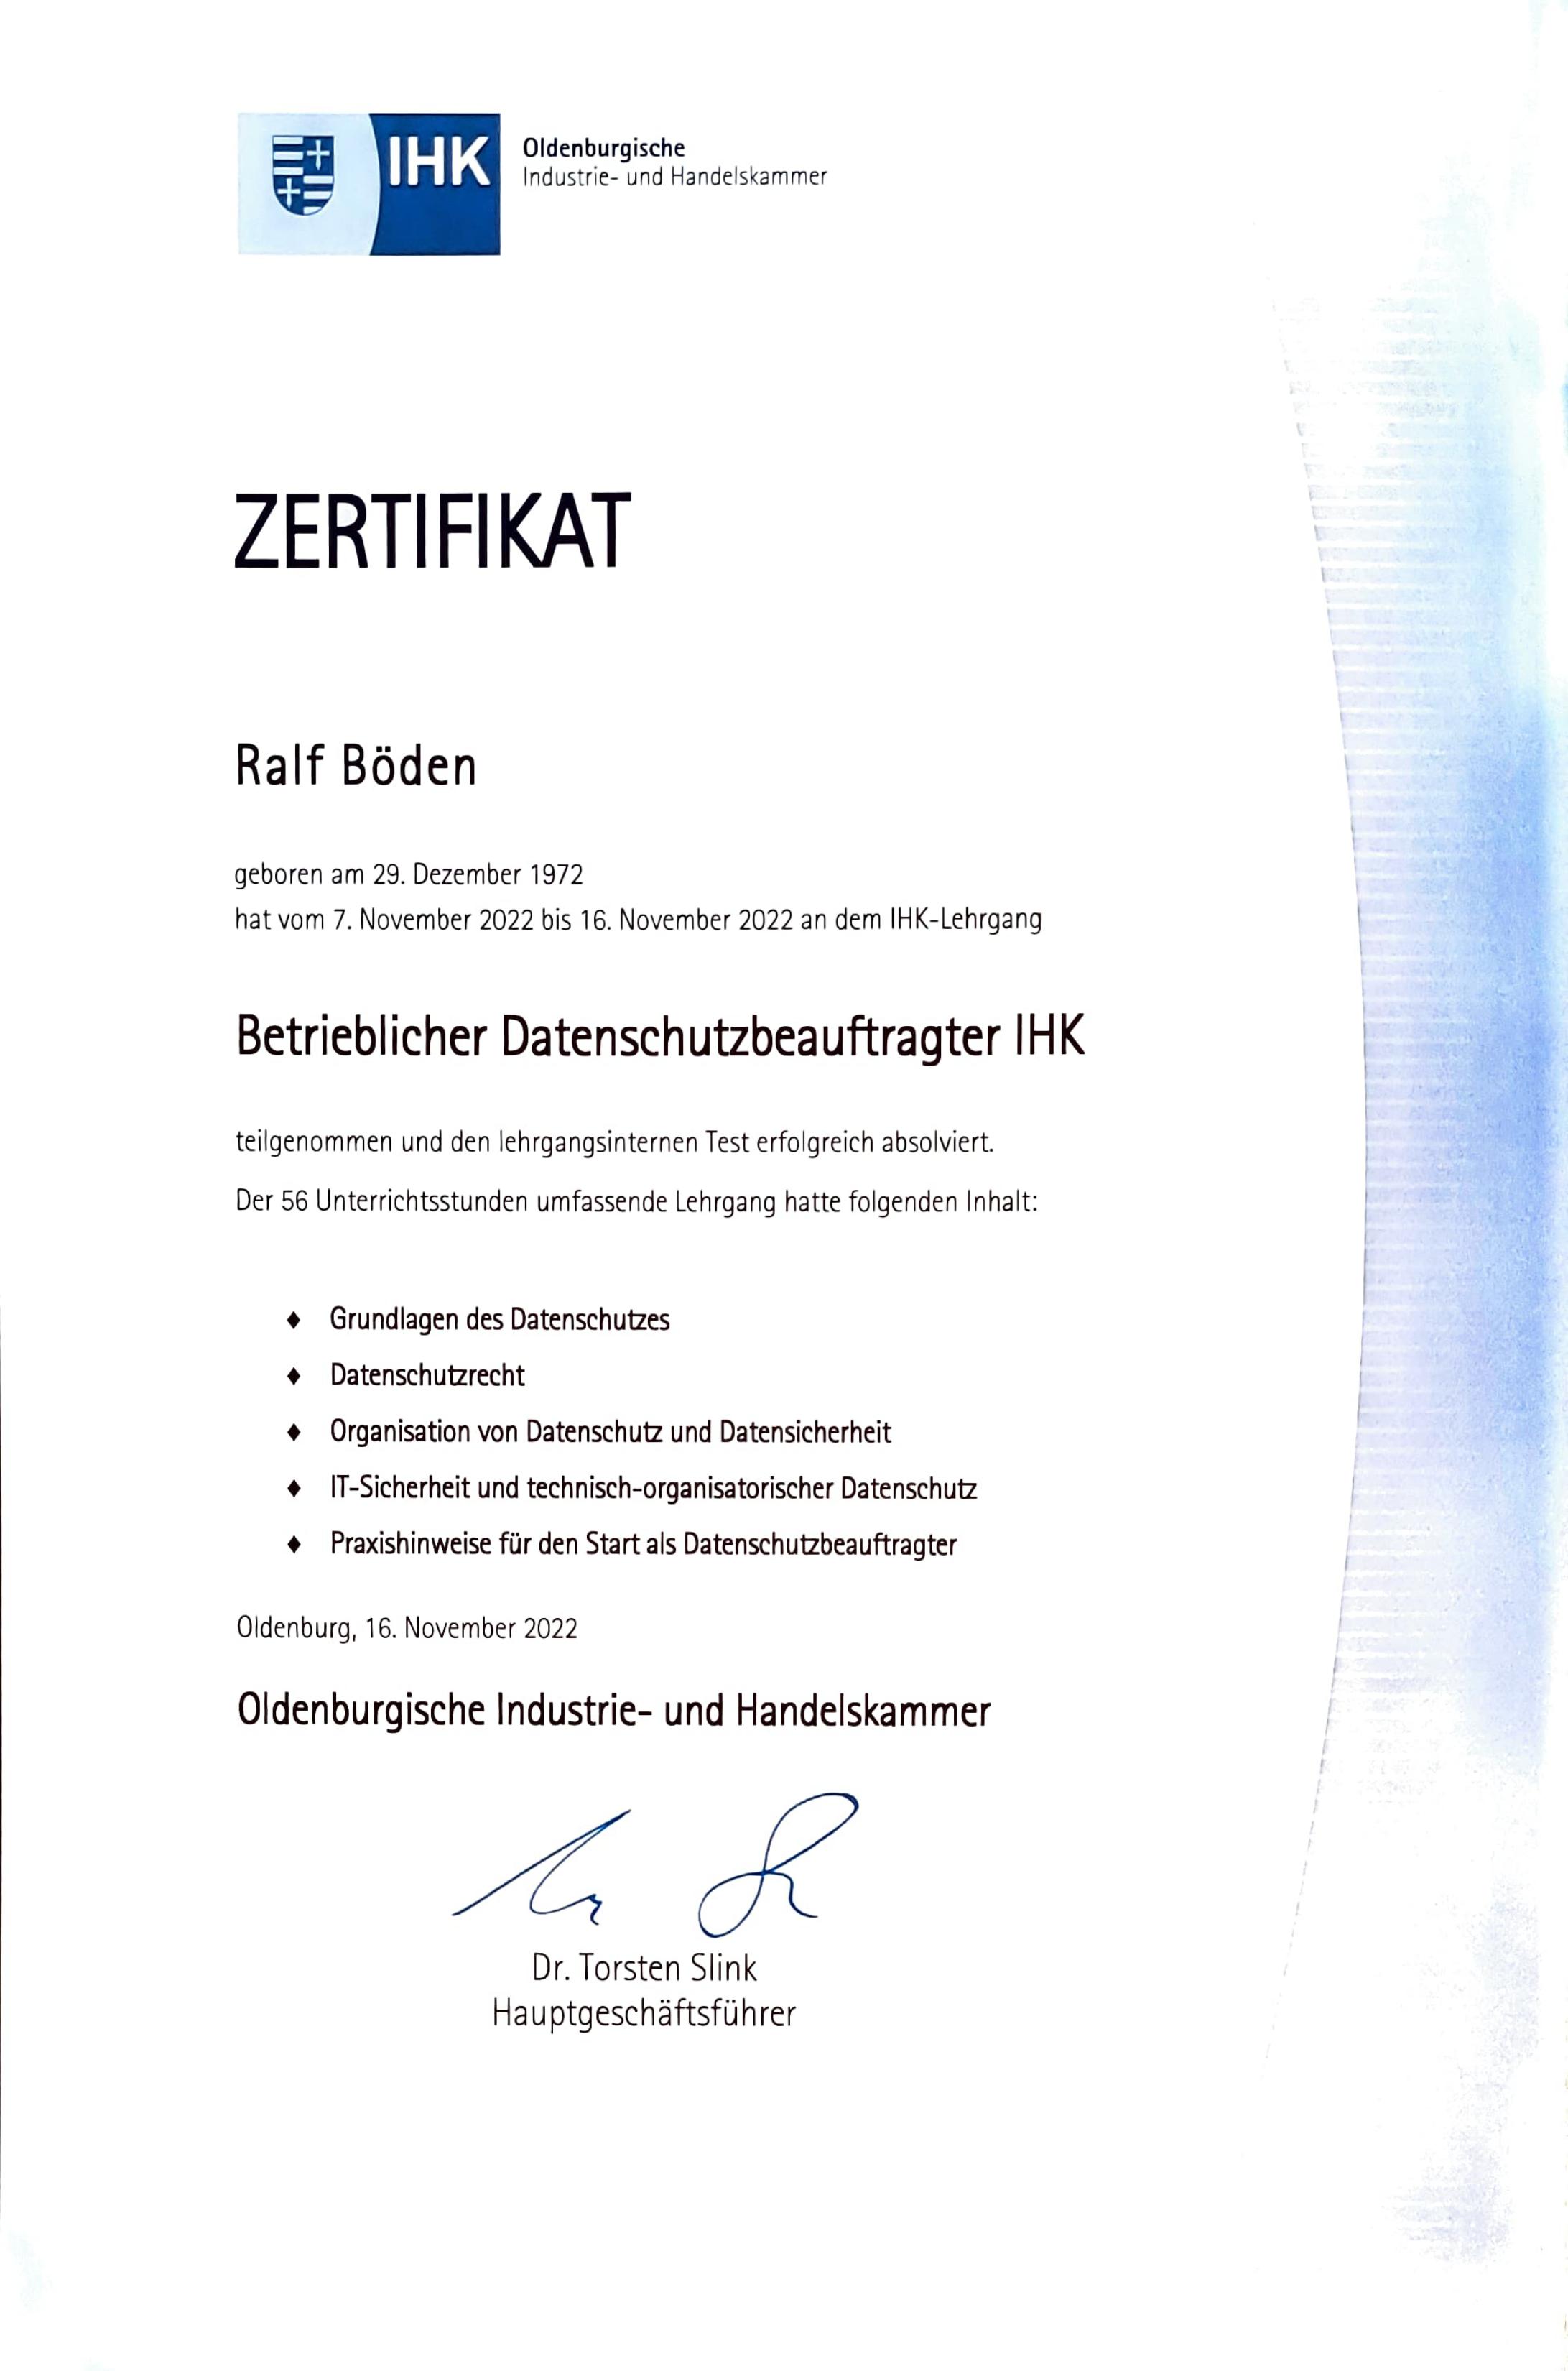 IHK
Oldenburgische
Industrie- und Handelskammer
ZERTIFIKAT
Ralf Böden
geboren am 29. Dezember 1972
hat vom 7. November 2022 bis 16. November 2022 an dem IHK-Lehrgang
Betrieblicher Datenschutzbeauftragter IHK
teilgenommen und den lehrgangsinternen Test erfolgreich absolviert.
Der 56 Unterrichtsstunden umfassende Lehrgang hatte folgenden Inhalt:
♦ Grundlagen des Datenschutzes
♦ Datenschutzrecht
♦ Organisation von Datenschutz und Datensicherheit
♦ IT-Sicherheit und technisch-organisatorischer Datenschutz
♦ Praxishinweise für den Start als Datenschutzbeauftragter
Oldenburg, 16. November 2022
Oldenburgische Industrie- und Handelskammer
Dr. Torsten Slink
Hauptgeschäftsführer